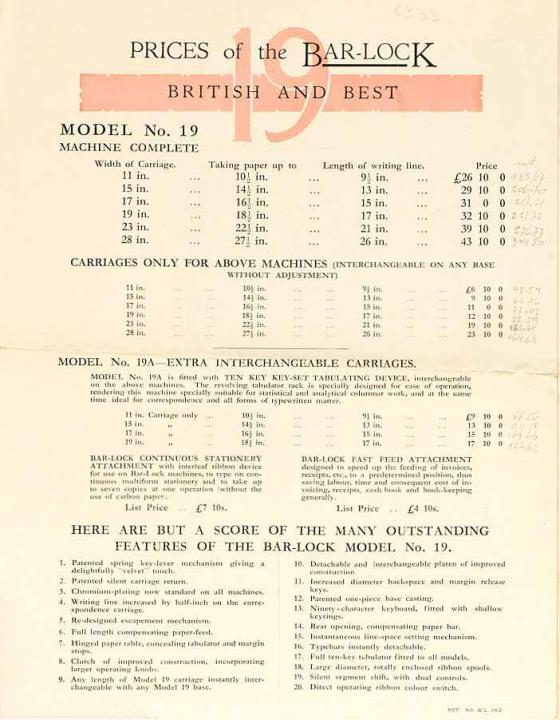 PRICES of the BAR-LOCK
19
BRITISH AND BEST
MODEL No. 19
MACHINE COMPLETE
Width of Carriage. Taking paper up to Length of writing line. Price
11 in. ... 10½ in. ... 9½ in. ... £26 10 0
15 in. ... 14½ in. ... 13 in. ... 29 10 0
17 in. ... 16½ in. ... 15 in. ... 31 0 0
19 in. ... 18½ in. ... 17 in. ... 32 10 0
23 in. ... 22½ in. ... 21 in. ... 39 10 0
28 in. ... 27½ in. ... 26 in. ... 43 10 0
CARRIAGES ONLY FOR ABOVE MACHINES (INTERCHANGEABLE ON ANY BASE
WITHOUT ADJUSTMENT)
11 in. ... ... 10½ in. ... ... 9½ in. ... ... £6 10 0
15 in. ... ... 14½ in. ... ... 13 in. ... ... 9 10 0
17 in. ... ... 16½ in. ... ... 15 in. ... ... 11 0 0
19 in. ... ... 18½ in. ... ... 17 in. ... ... 12 10 0
23 in. ... ... 22½ in. ... ... 21 in. ... ... 19 10 0
28 in. ... ... 27½ in. ... ... 26 in. ... ... 23 10 0
MODEL No. 19A—EXTRA INTERCHANGEABLE CARRIAGES.
MODEL No. 19A is fitted with TEN KEY KEY-SET TABULATING DEVICE, interchangeable
on the above machines. The revolving tabulator rack is specially designed for ease of operation,
rendering this machine specially suitable for statistical and analytical columnar work, and at the same
time ideal for correspondence and all forms of typewritten matter.
11 in. Carriage only ... 10½ in. ... ... 9½ in. ... ... £9 10 0
15 in. „ ... 14½ in. ... ... 13 in. ... ... 13 10 0
17 in. „ ... 16½ in. ... ... 15 in. ... ... 15 10 0
19 in. „ ... 18½ in. ... ... 17 in. ... ... 17 10 0
BAR-LOCK CONTINUOUS STATIONERY
ATTACHMENT with interleaf ribbon device
for use on Bar-Lock machines, to type on con-
tinuous multiform stationery and to take up
to seven copies at one operation (without the
use of carbon paper).
List Price .. £7 10s.
BAR-LOCK FAST FEED ATTACHMENT
designed to speed up the feeding of invoices,
receipts, etc., to a predetermined position, thus
saving labour, time and consequent cost of in-
voicing, receipts, cash book and book-keeping
generally.
List Price .. £4 10s.
HERE ARE BUT A SCORE OF THE MANY OUTSTANDING
FEATURES OF THE BAR-LOCK MODEL No. 19.
1. Patented spring key-lever mechanism giving a
delightfully "velvet" touch.
2. Patented silent carriage return.
3. Chromium-plating now standard on all machines.
4. Writing line increased by half-inch on the corre-
spondence carriage.
5. Re-designed escapement mechanism.
6. Full length compensating paper-feed.
7. Hinged paper table, concealing tabulator and margin
stops.
8. Clutch of improved construction, incorporating
larger operating knobs.
9. Any length of Model 19 carriage instantly inter-
changeable with any Model 19 base.
10. Detachable and interchangeable platen of improved
construction.
11. Increased diameter backspace and margin release
keys.
12. Patented one-piece base casting.
13. Ninety-character keyboard, fitted with shallow
keyrings.
14. Rear opening, compensating paper bar.
15. Instantaneous line-space setting mechanism.
16. Typebars instantly detachable.
17. Full ten-key tabulator fitted to all models.
18. Large diameter, totally enclosed ribbon spools.
19. Silent segment shift, with dual controls.
20. Direct operating ribbon colour switch.
REF. No. B.L. 162